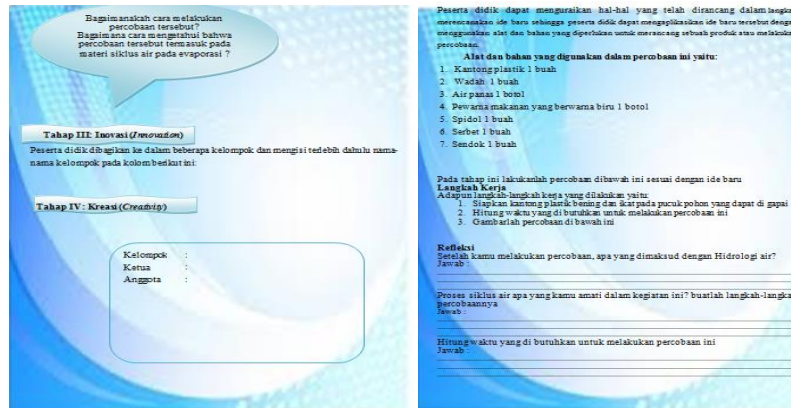 Bagaimanakah cara melakukan
percobaan tersebut?
Bagaimana cara mengetahui bahwa
percobaan tersebut termasuk pada
materi siklus air pada evaporasi ?
Tahap III: Inovasi (Innovation)
Peserta didik dibagikan ke dalam beberapa kelompok dan mengisi terlebih dahulu nama-
nama kelompok pada kolom berikut ini:
Tahap IV : Kreasi (Creativity)
Kelompok :
Ketua :
Anggota :
Peserta didik dapat menguraikan hal-hal yang telah dirancang dalam langka
merencanakan ide baru sehingga peserta didik dapat mengaplikasikan ide baru tersebut denga
menggunakan alat dan bahan yang diperlukan untuk merancang sebuah produk atau melakuka
percobaan.
Alat dan bahan yang digunakan dalam percobaan ini yaitu:
1. Kantong plastik 1 buah
2. Wadah 1 buah
3. Air panas 1 botol
4. Pewarna makanan yang berwarna biru 1 botol
5. Spidol 1 buah
6. Serbet 1 buah
7. Sendok 1 buah
Pada tahap ini lakukanlah percobaan dibawah ini sesuai dengan ide baru
Langkah Kerja
Adapun langkah-langkah kerja yang dilakukan yaitu:
1. Siapkan kantong plastik bening dan ikat pada pucuk pohon yang dapat di gapai
2. Hitung waktu yang di butuhkan untuk melakukan percobaan ini
3. Gambarlah percobaan di bawah ini
Refleksi
Setelah kamu melakukan percobaan, apa yang dimaksud dengan Hidrologi air?
Jawab :
Proses siklus air apa yang kamu amati dalam kegiatan ini? buatlah langkah-langka
percobaannya
Jawab :
Hitung waktu yang di butuhkan untuk melakukan percobaan ini
Jawab :